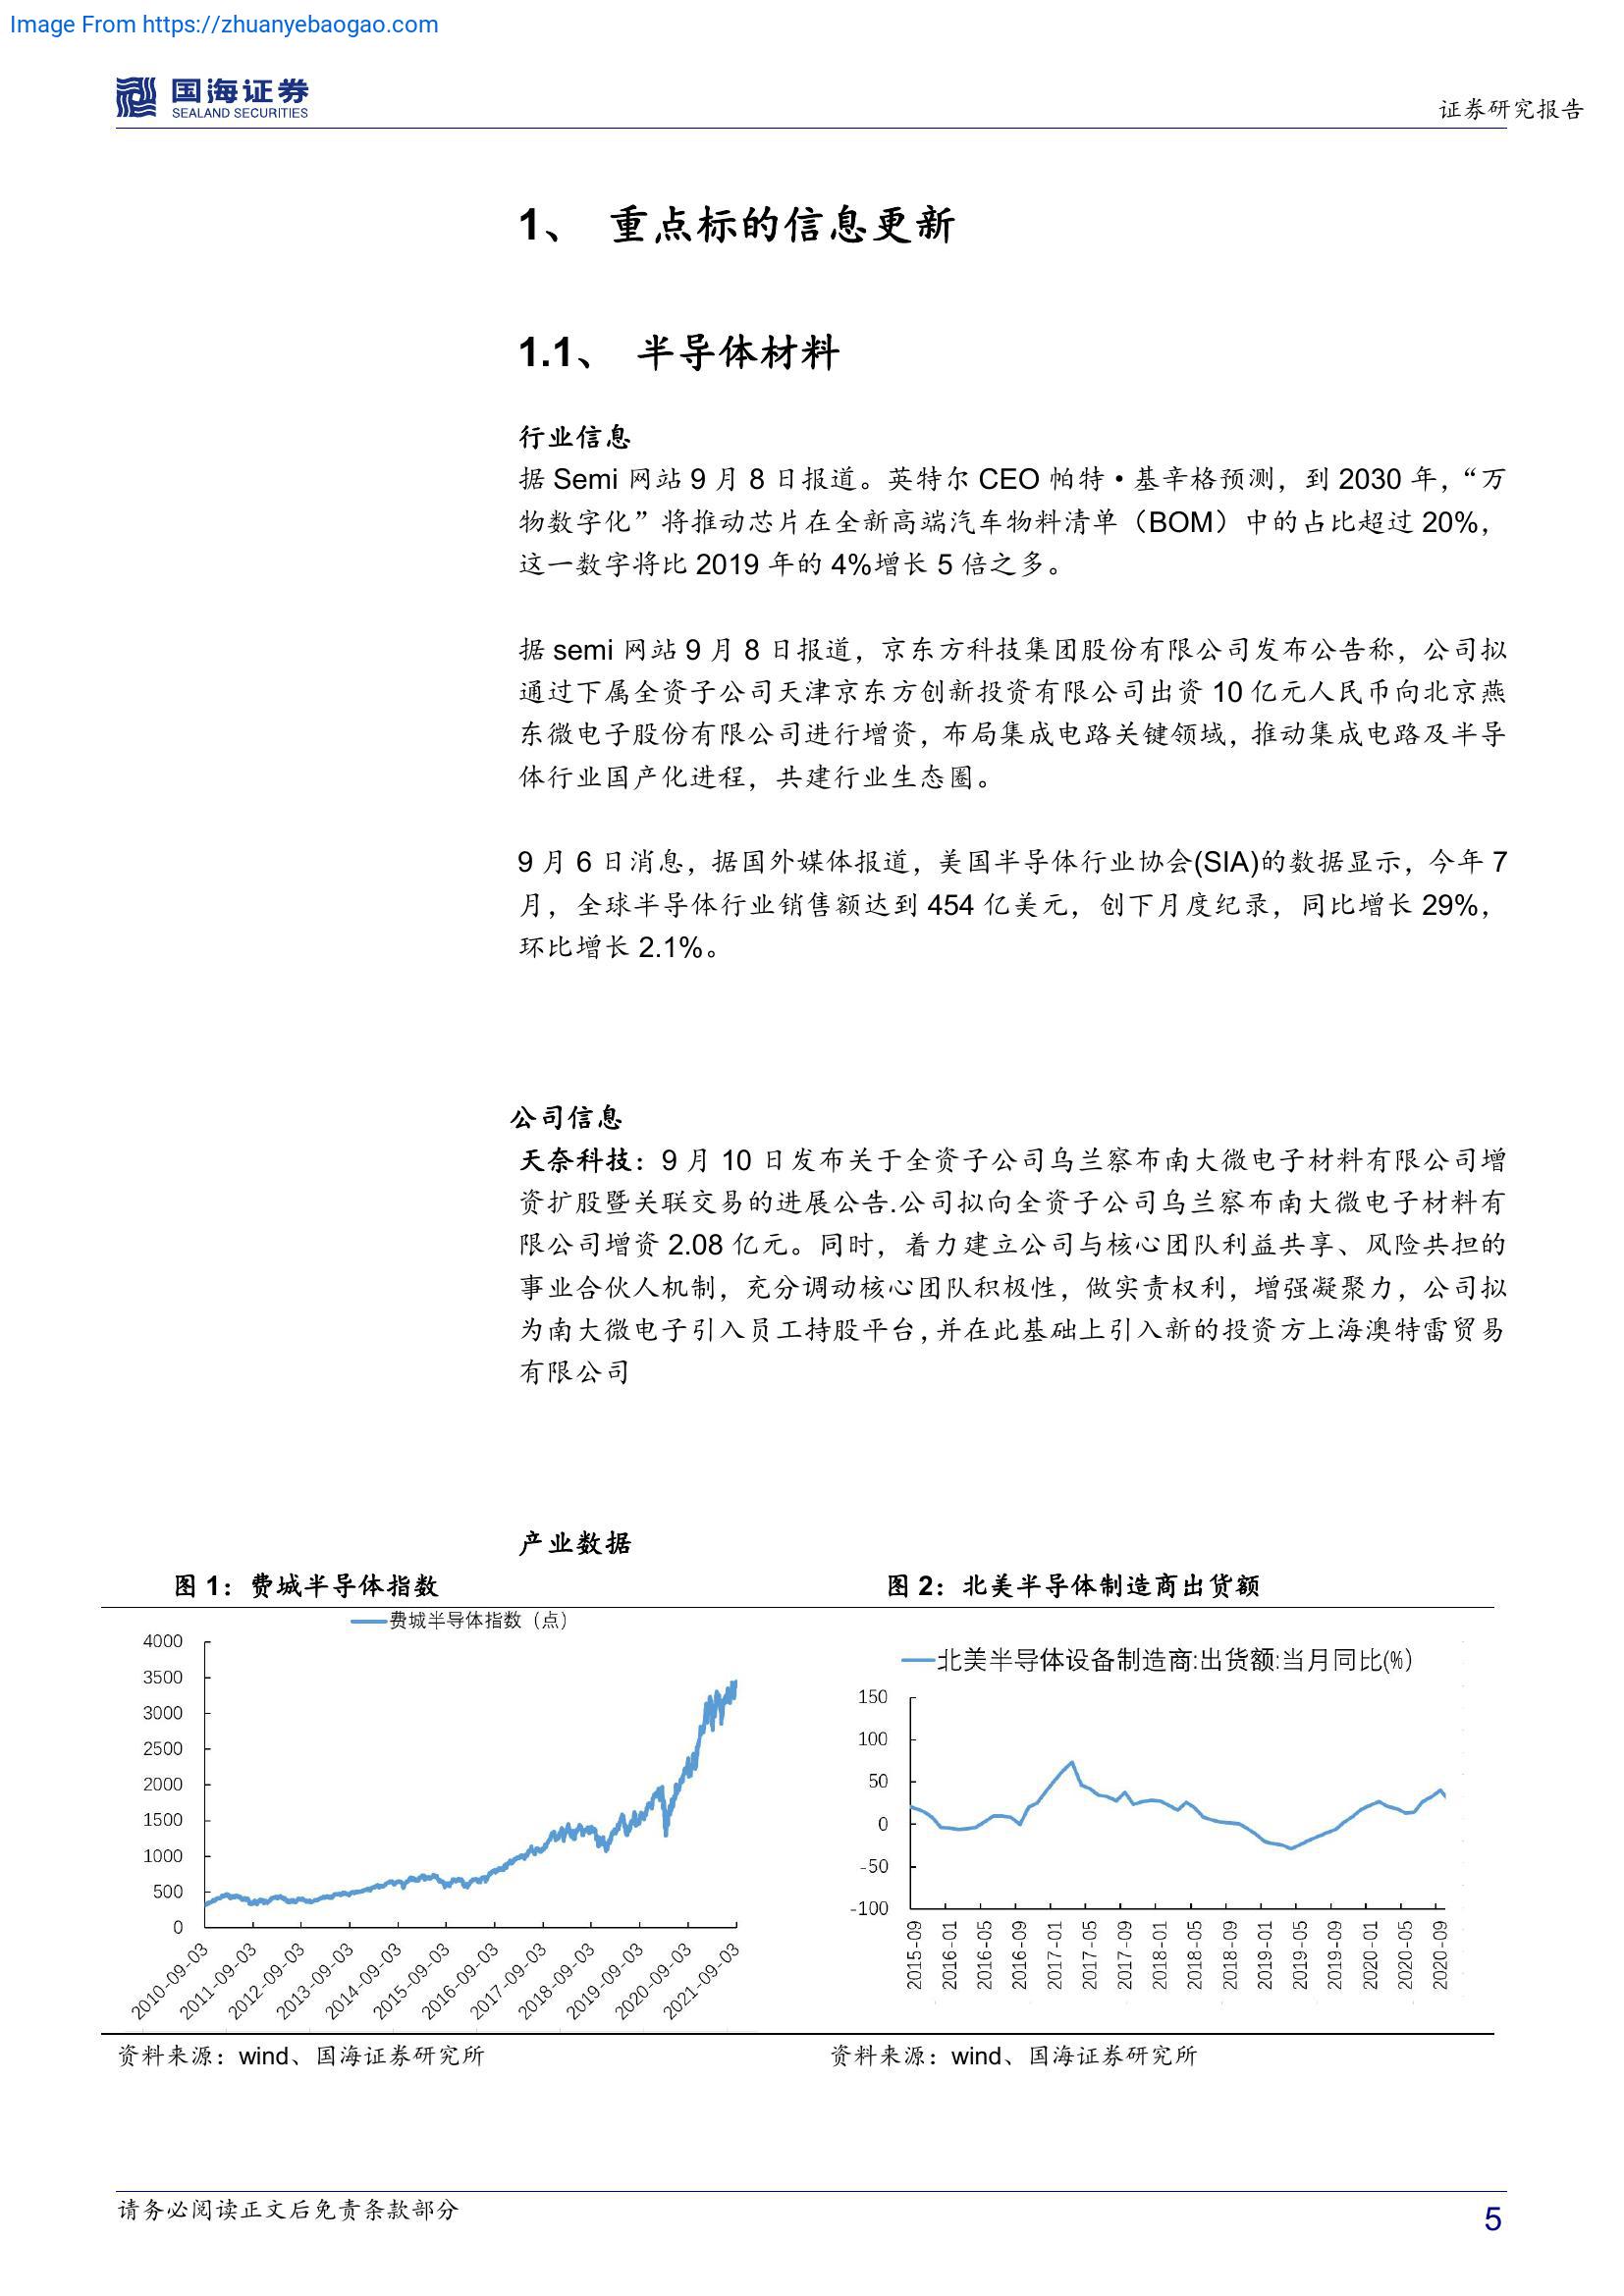 Image From https://zhuanyebaogao.com
国海证券
SEALAND SECURITIES
证券研究报告
1、 重点标的信息更新
1.1、 半导体材料
行业信息
据 Semi 网站 9 月 8 日报道。英特尔 CEO 帕特·基辛格预测，到 2030 年，“万
物数字化”将推动芯片在全新高端汽车物料清单（BOM）中的占比超过 20%，
这一数字将比 2019 年的 4%增长 5 倍之多。
据 semi 网站 9 月 8 日报道，京东方科技集团股份有限公司发布公告称，公司拟
通过下属全资子公司天津京东方创新投资有限公司出资 10 亿元人民币向北京燕
东微电子股份有限公司进行增资，布局集成电路关键领域，推动集成电路及半导
体行业国产化进程，共建行业生态圈。
9 月 6 日消息，据国外媒体报道，美国半导体行业协会(SIA)的数据显示，今年 7
月，全球半导体行业销售额达到 454 亿美元，创下月度纪录，同比增长 29%，
环比增长 2.1%。
公司信息
天奈科技：9 月 10 日发布关于全资子公司乌兰察布南大微电子材料有限公司增
资扩股暨关联交易的进展公告.公司拟向全资子公司乌兰察布南大微电子材料有
限公司增资 2.08 亿元。同时，着力建立公司与核心团队利益共享、风险共担的
事业合伙人机制，充分调动核心团队积极性，做实责权利，增强凝聚力，公司拟
为南大微电子引入员工持股平台,并在此基础上引入新的投资方上海澳特雷贸易
有限公司
产业数据
图 1：费城半导体指数
费城半导体指数（点）
4000
3500
3000
2500
2000
1500
1000
500
0
2010-09-03
2011-09-03
2012-09-03
2013-09-03
2014-09-03
2015-09-03
2016-09-03
2017-09-03
2018-09-03
2019-09-03
2020-09-03
2021-09-03
资料来源：wind、国海证券研究所
图 2：北美半导体制造商出货额
北美半导体设备制造商:出货额:当月同比(%)
150
100
50
0
-50
-100
2015-09
2016-01
2016-05
2016-09
2017-01
2017-05
2017-09
2018-01
2018-05
2018-09
2019-01
2019-05
2019-09
2020-01
2020-05
2020-09
资料来源：wind、国海证券研究所
请务必阅读正文后免责条款部分
5